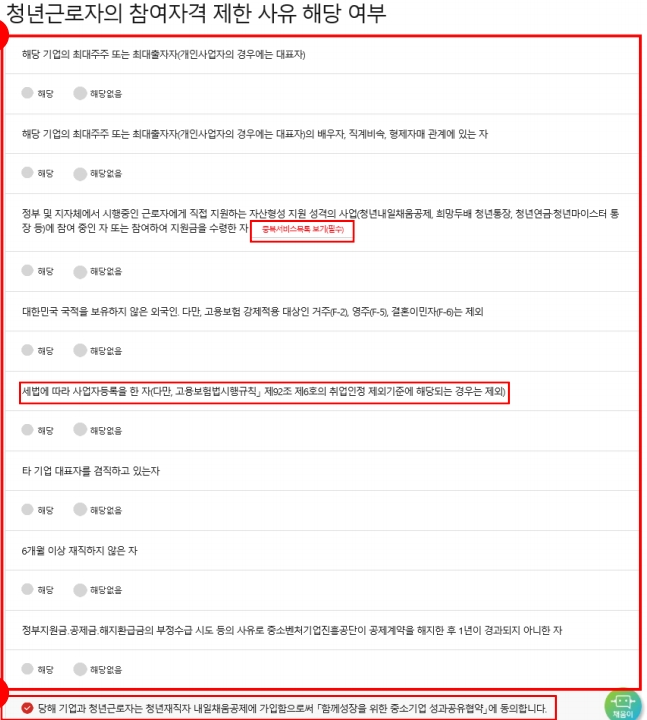 청년근로자의 참여자격 제한 사유 해당 여부
해당 기업의 최대주주 또는 최대출자자(개인사업자의 경우에는 대표자)
해당 해당없음
해당 기업의 최대주주 또는 최대출자자(개인사업자의 경우에는 대표자)의 배우자, 직계비속, 형제자매 관계에 있는 자
해당 해당없음
정부 및 지자체에서 시행중인 근로자에게 직접 지원하는 자산형성 지원 성격의 사업(청년내일채움공제, 희망두배 청년통장, 청년연금·청년마이스터 통
장 등)에 참여 중인 자 또는 참여하여 지원금을 수령한 자 중복서비스목록 보기(필수)
해당 해당없음
대한민국 국적을 보유하지 않은 외국인. 다만, 고용보험 강제적용 대상인 거주(F-2), 영주(F-5), 결혼이민자(F-6)는 제외
해당 해당없음
세법에 따라 사업자등록을 한 자(다만, 고용보험법시행규칙」 제92조 제6호의 취업인정 제외기준에 해당되는 경우는 제외)
해당 해당없음
타 기업 대표자를 겸직하고 있는자
해당 해당없음
6개월 이상 재직하지 않은 자
해당 해당없음
정부지원금.공제금.해지환급금의 부정수급 시도 등의 사유로 중소벤처기업진흥공단이 공제계약을 해지한 후 1년이 경과되지 아니한 자
해당 해당없음
당해 기업과 청년근로자는 청년재직자 내일채움공제에 가입함으로써 「함께성장을 위한 중소기업 성과공유협약」에 동의합니다.
채움이